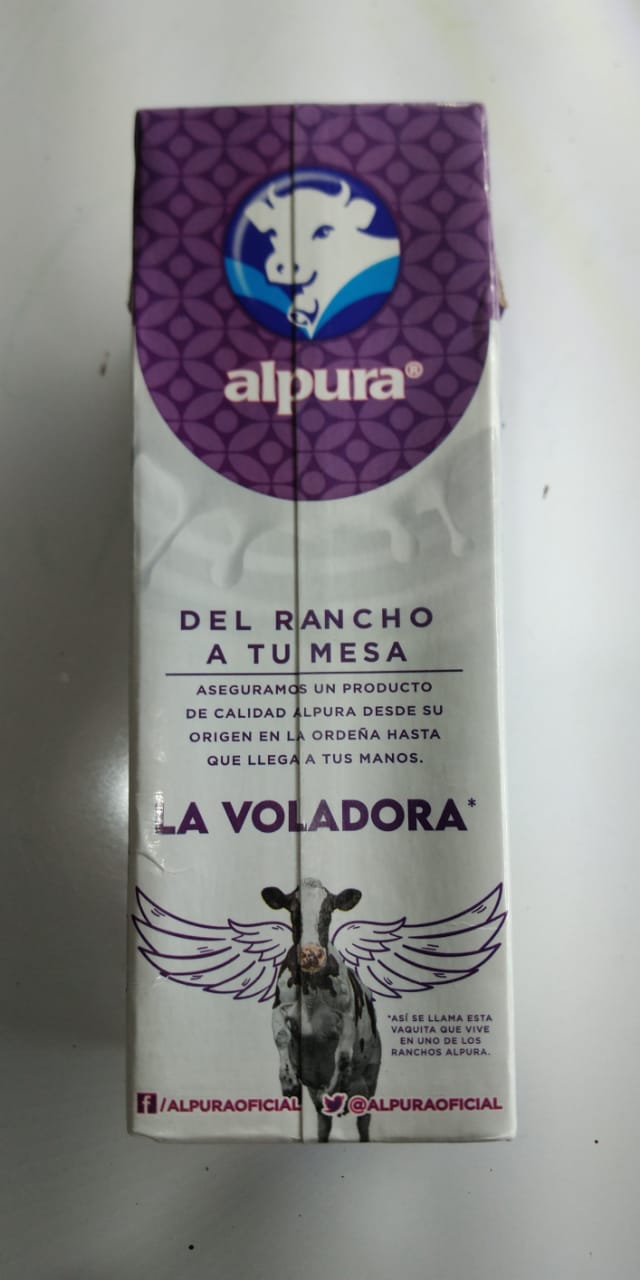 alpura®
DEL RANCHO
A TU MESA
ASEGURAMOS UN PRODUCTO
DE CALIDAD ALPURA DESDE SU
ORIGEN EN LA ORDEÑA HASTA
QUE LLEGA A TUS MANOS.
LA VOLADORA*
*ASÍ SE LLAMA ESTA
VAQUITA QUE VIVE
EN UNO DE LOS
RANCHOS ALPURA.
f/ALPURAOFICIAL @ALPURAOFICIAL